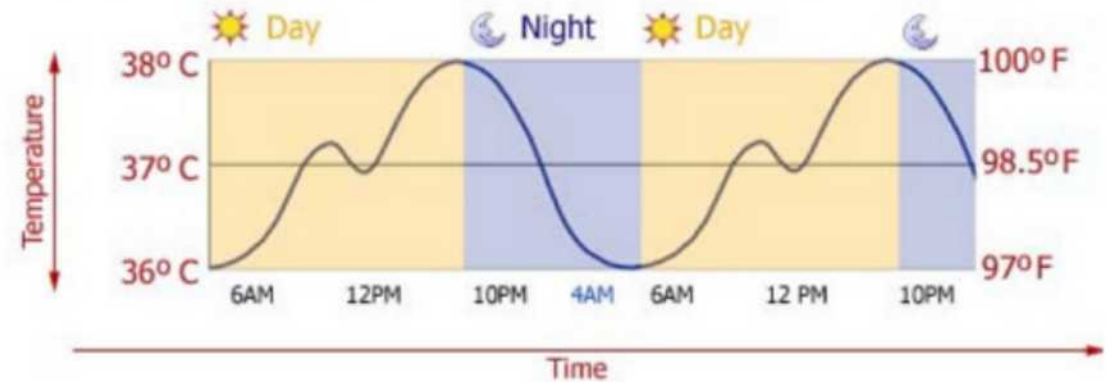 Day Night Day
38º C 100º F
Temperature
37º C 98.5ºF
36º C 97ºF
6AM 12PM 10PM 4AM 6AM 12 PM 10PM
Time